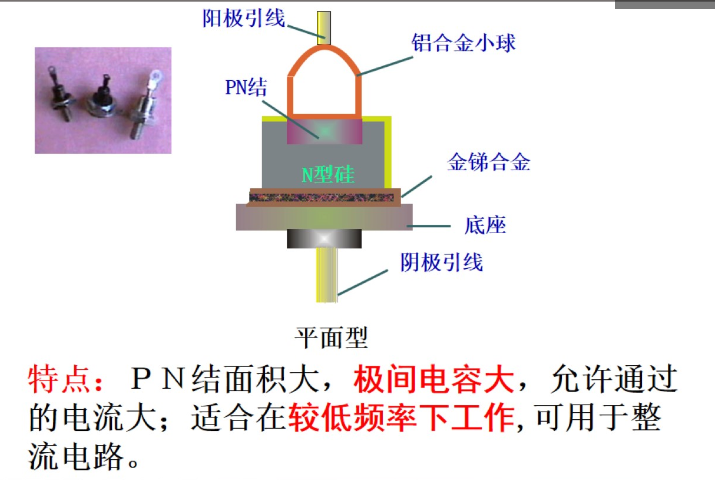 阳极引线
铝合金小球
PN结
金锑合金
N型硅
底座
阴极引线
平面型
特点：ＰＮ结面积大，极间电容大，允许通过
的电流大；适合在较低频率下工作,可用于整
流电路。